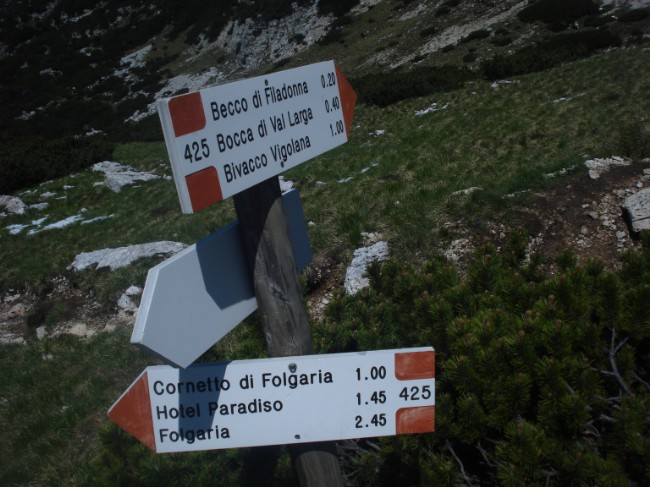 Becco di Filadonna 0.20
425 Bocca di Val Larga 0.40
Bivacco Vigolana 1.00
Cornetto di Folgaria 1.00
Hotel Paradiso 1.45 425
Folgaria 2.45